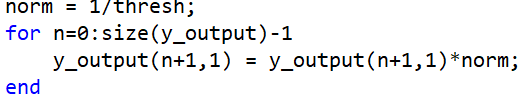 norm = 1/thresh;
for n=0:size(y_output)-1
    y_output(n+1,1) = y_output(n+1,1)*norm;
end